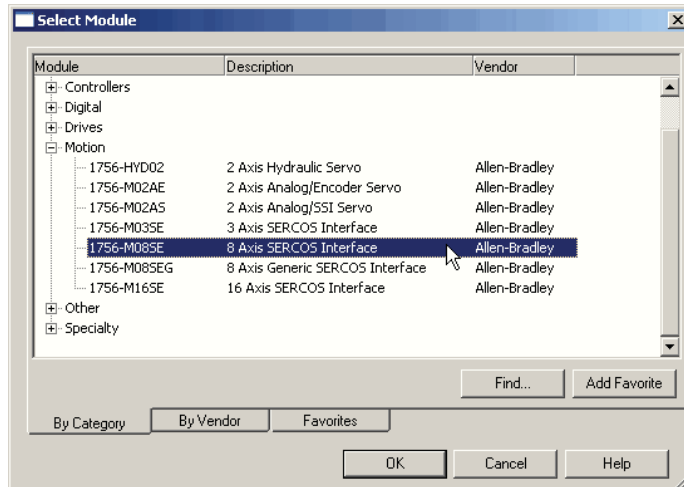 Select Module
Module Description Vendor
Controllers
Digital
Drives
Motion
1756-HYD02 2 Axis Hydraulic Servo Allen-Bradley
1756-M02AE 2 Axis Analog/Encoder Servo Allen-Bradley
1756-M02AS 2 Axis Analog/SSI Servo Allen-Bradley
1756-M03SE 3 Axis SERCOS Interface Allen-Bradley
1756-M08SE 8 Axis SERCOS Interface Allen-Bradley
1756-M08SEG 8 Axis Generic SERCOS Interface Allen-Bradley
1756-M16SE 16 Axis SERCOS Interface Allen-Bradley
Other
Specialty
Find... Add Favorite
By Category By Vendor Favorites
OK Cancel Help